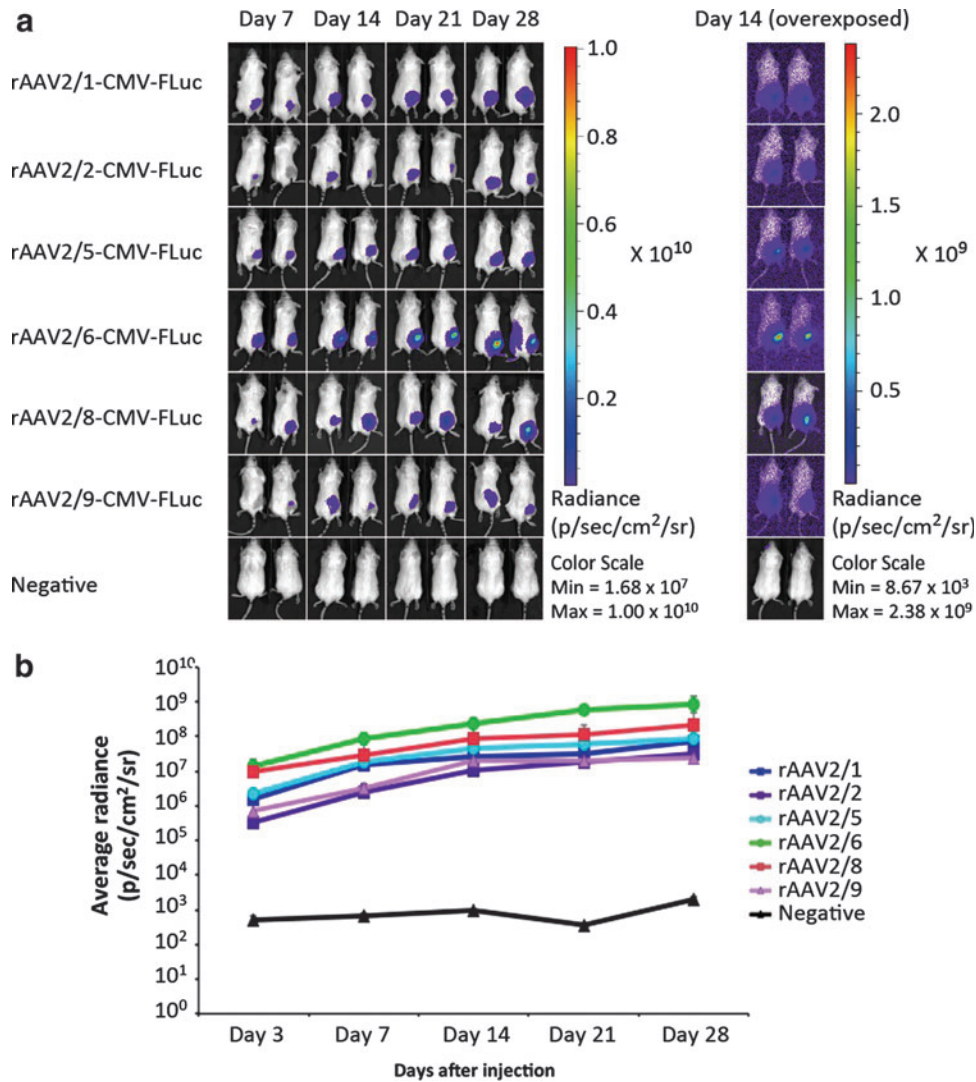 a
Day 7 Day 14 Day 21 Day 28 Day 14 (overexposed)
rAAV2/1-CMV-FLuc
rAAV2/2-CMV-FLuc
rAAV2/5-CMV-FLuc
rAAV2/6-CMV-FLuc
rAAV2/8-CMV-FLuc
rAAV2/9-CMV-FLuc
Negative
1.0
0.8
0.6
0.4
0.2
X 10¹⁰
Radiance
(p/sec/cm²/sr)
Color Scale
Min = 1.68 x 10⁷
Max = 1.00 x 10¹⁰
2.0
1.5
1.0
0.5
X 10⁹
Radiance
(p/sec/cm²/sr)
Color Scale
Min = 8.67 x 10³
Max = 2.38 x 10⁹
b
Average radiance
(p/sec/cm²/sr)
10¹⁰
10⁹
10⁸
10⁷
10⁶
10⁵
10⁴
10³
10²
10¹
10⁰
Day 3 Day 7 Day 14 Day 21 Day 28
Days after injection
rAAV2/1
rAAV2/2
rAAV2/5
rAAV2/6
rAAV2/8
rAAV2/9
Negative